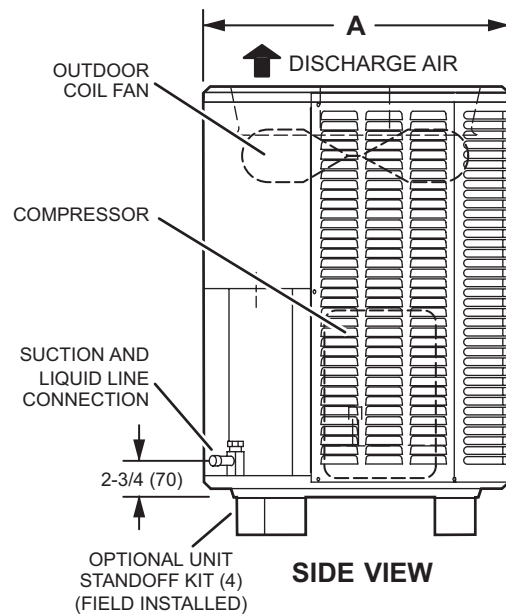 A
DISCHARGE AIR
OUTDOOR
COIL FAN
COMPRESSOR
SUCTION AND
LIQUID LINE
CONNECTION
2-3/4 (70)
OPTIONAL UNIT
STANDOFF KIT (4)
(FIELD INSTALLED)
SIDE VIEW